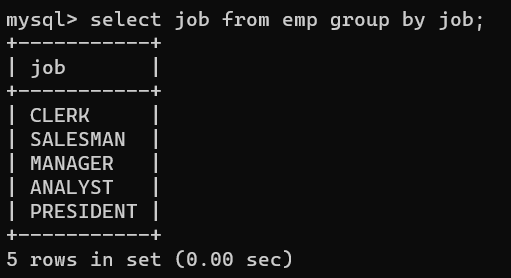 mysql> select job from emp group by job;
+-----------+
| job       |
+-----------+
| CLERK     |
| SALESMAN  |
| MANAGER   |
| ANALYST   |
| PRESIDENT |
+-----------+
5 rows in set (0.00 sec)